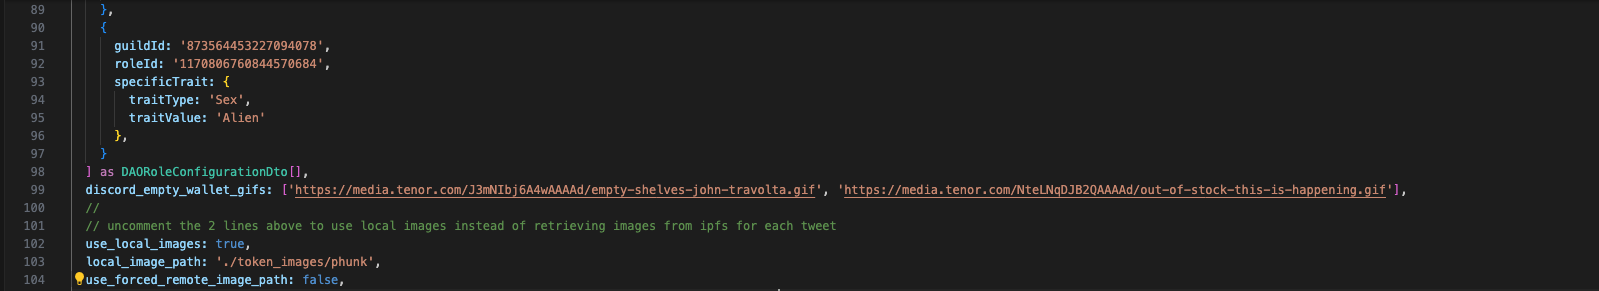 89 },
90 {
91 guildId: '873564453227094078',
92 roleId: '1170806760844570684',
93 specificTrait: {
94 traitType: 'Sex',
95 traitValue: 'Alien'
96 },
97 }
98 ] as DAORoleConfigurationDto[],
99 discord_empty_wallet_gifs: ['https://media.tenor.com/J3mNIbj6A4wAAAAd/empty-shelves-john-travolta.gif', 'https://media.tenor.com/NteLNqDJB2QAAAAd/out-of-stock-this-is-happening.gif'],
100 //
101 // uncomment the 2 lines above to use local images instead of retrieving images from ipfs for each tweet
102 use_local_images: true,
103 local_image_path: './token_images/phunk',
104 use_forced_remote_image_path: false,